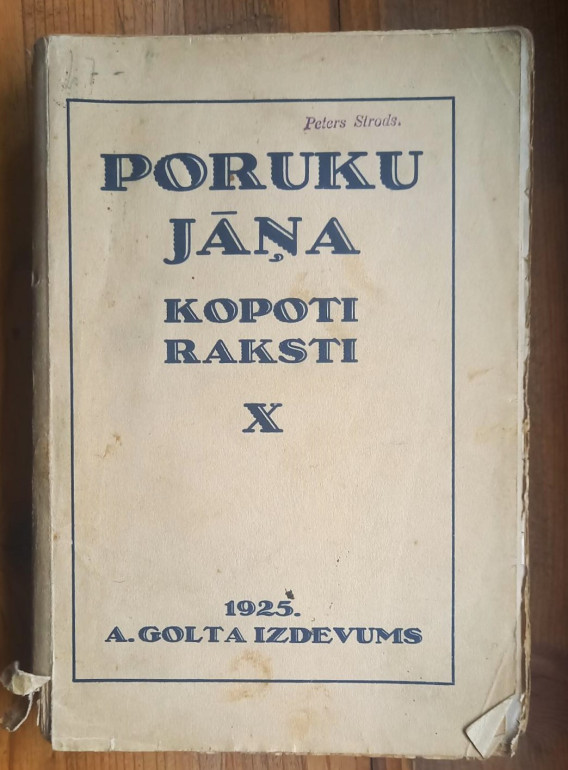 Peters Strods.
PORUKU
JĀŅA
KOPOTI
RAKSTI
X
1925.
A. GOLTA IZDEVUMS